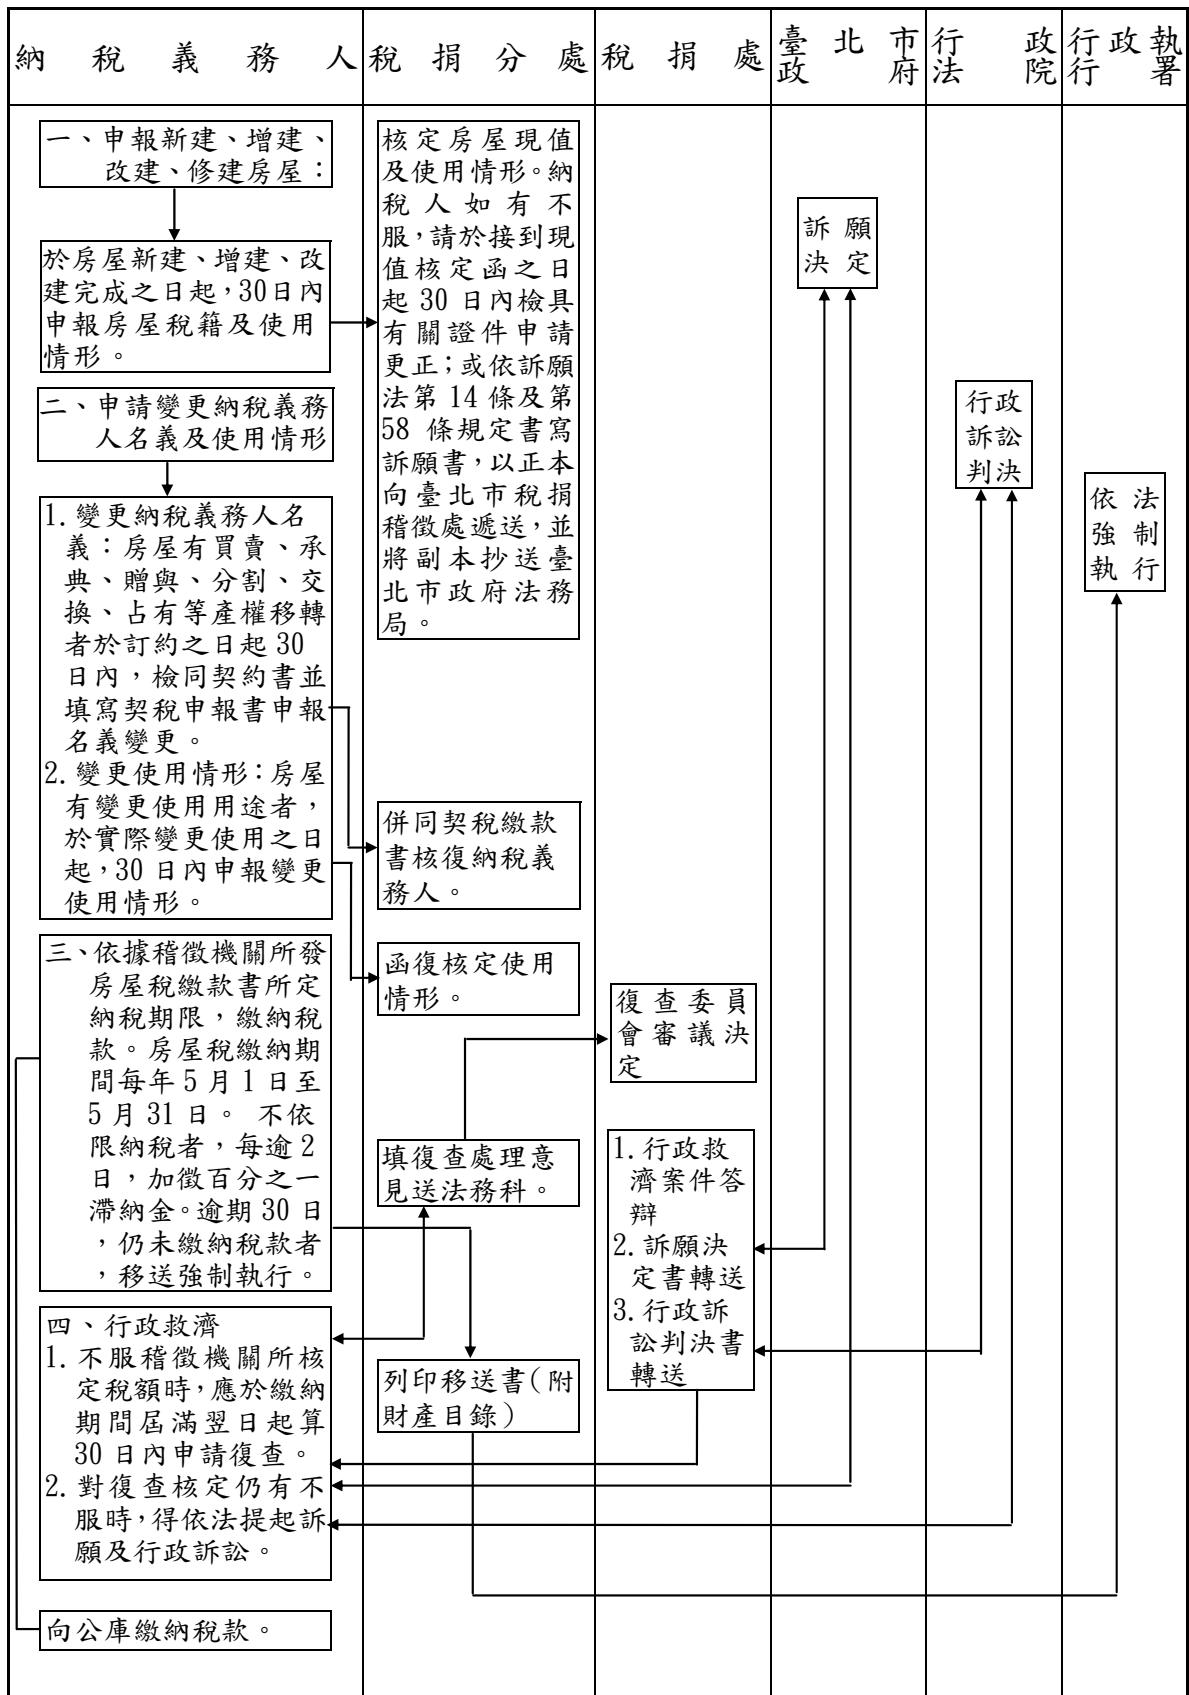 納稅義務人
稅捐分處
稅捐處
臺北市
政府
行政
法院
行政執
行署
一、申報新建、增建、
改建、修建房屋：
於房屋新建、增建、改
建完成之日起，30日內
申報房屋稅籍及使用
情形。
二、申請變更納稅義務
人名義及使用情形
1.變更納稅義務人名
義：房屋有買賣、承
典、贈與、分割、交
換、占有等產權移轉
者於訂約之日起30
日內，檢同契約書並
填寫契稅申報書申報
名義變更。
2.變更使用情形：房屋
有變更使用用途者，
於實際變更使用之日
起，30日內申報變更
使用情形。
三、依據稽徵機關所發
房屋稅繳款書所定
納稅期限，繳納稅
款。房屋稅繳納期
間每年5月1日至
5月31日。 不依
限納稅者，每逾2
日，加徵百分之一
滯納金。逾期30日
，仍未繳納稅款者
，移送強制執行。
四、行政救濟
1.不服稽徵機關所核
定稅額時，應於繳納
期間屆滿翌日起算
30日內申請復查。
2.對復查核定仍有不
服時，得依法提起訴
願及行政訴訟。
向公庫繳納稅款。
核定房屋現值
及使用情形。納
稅人如有不
服，請於接到現
值核定函之日
起30日內檢具
有關證件申請
更正；或依訴願
法第14條及第
58條規定書寫
訴願書，以正本
向臺北市稅捐
稽徵處遞送，並
將副本抄送臺
北市政府法務
局。
併同契稅繳款
書核復納稅義
務人。
函復核定使用
情形。
填復查處理意
見送法務科。
列印移送書（附
財產目錄）
復查委員
會審議決
定
1.行政救
濟案件答
辯
2.訴願決
定書轉送
3.行政訴
訟判決書
轉送
訴願
決定
行政
訴訟
判決
依法
強制
執行